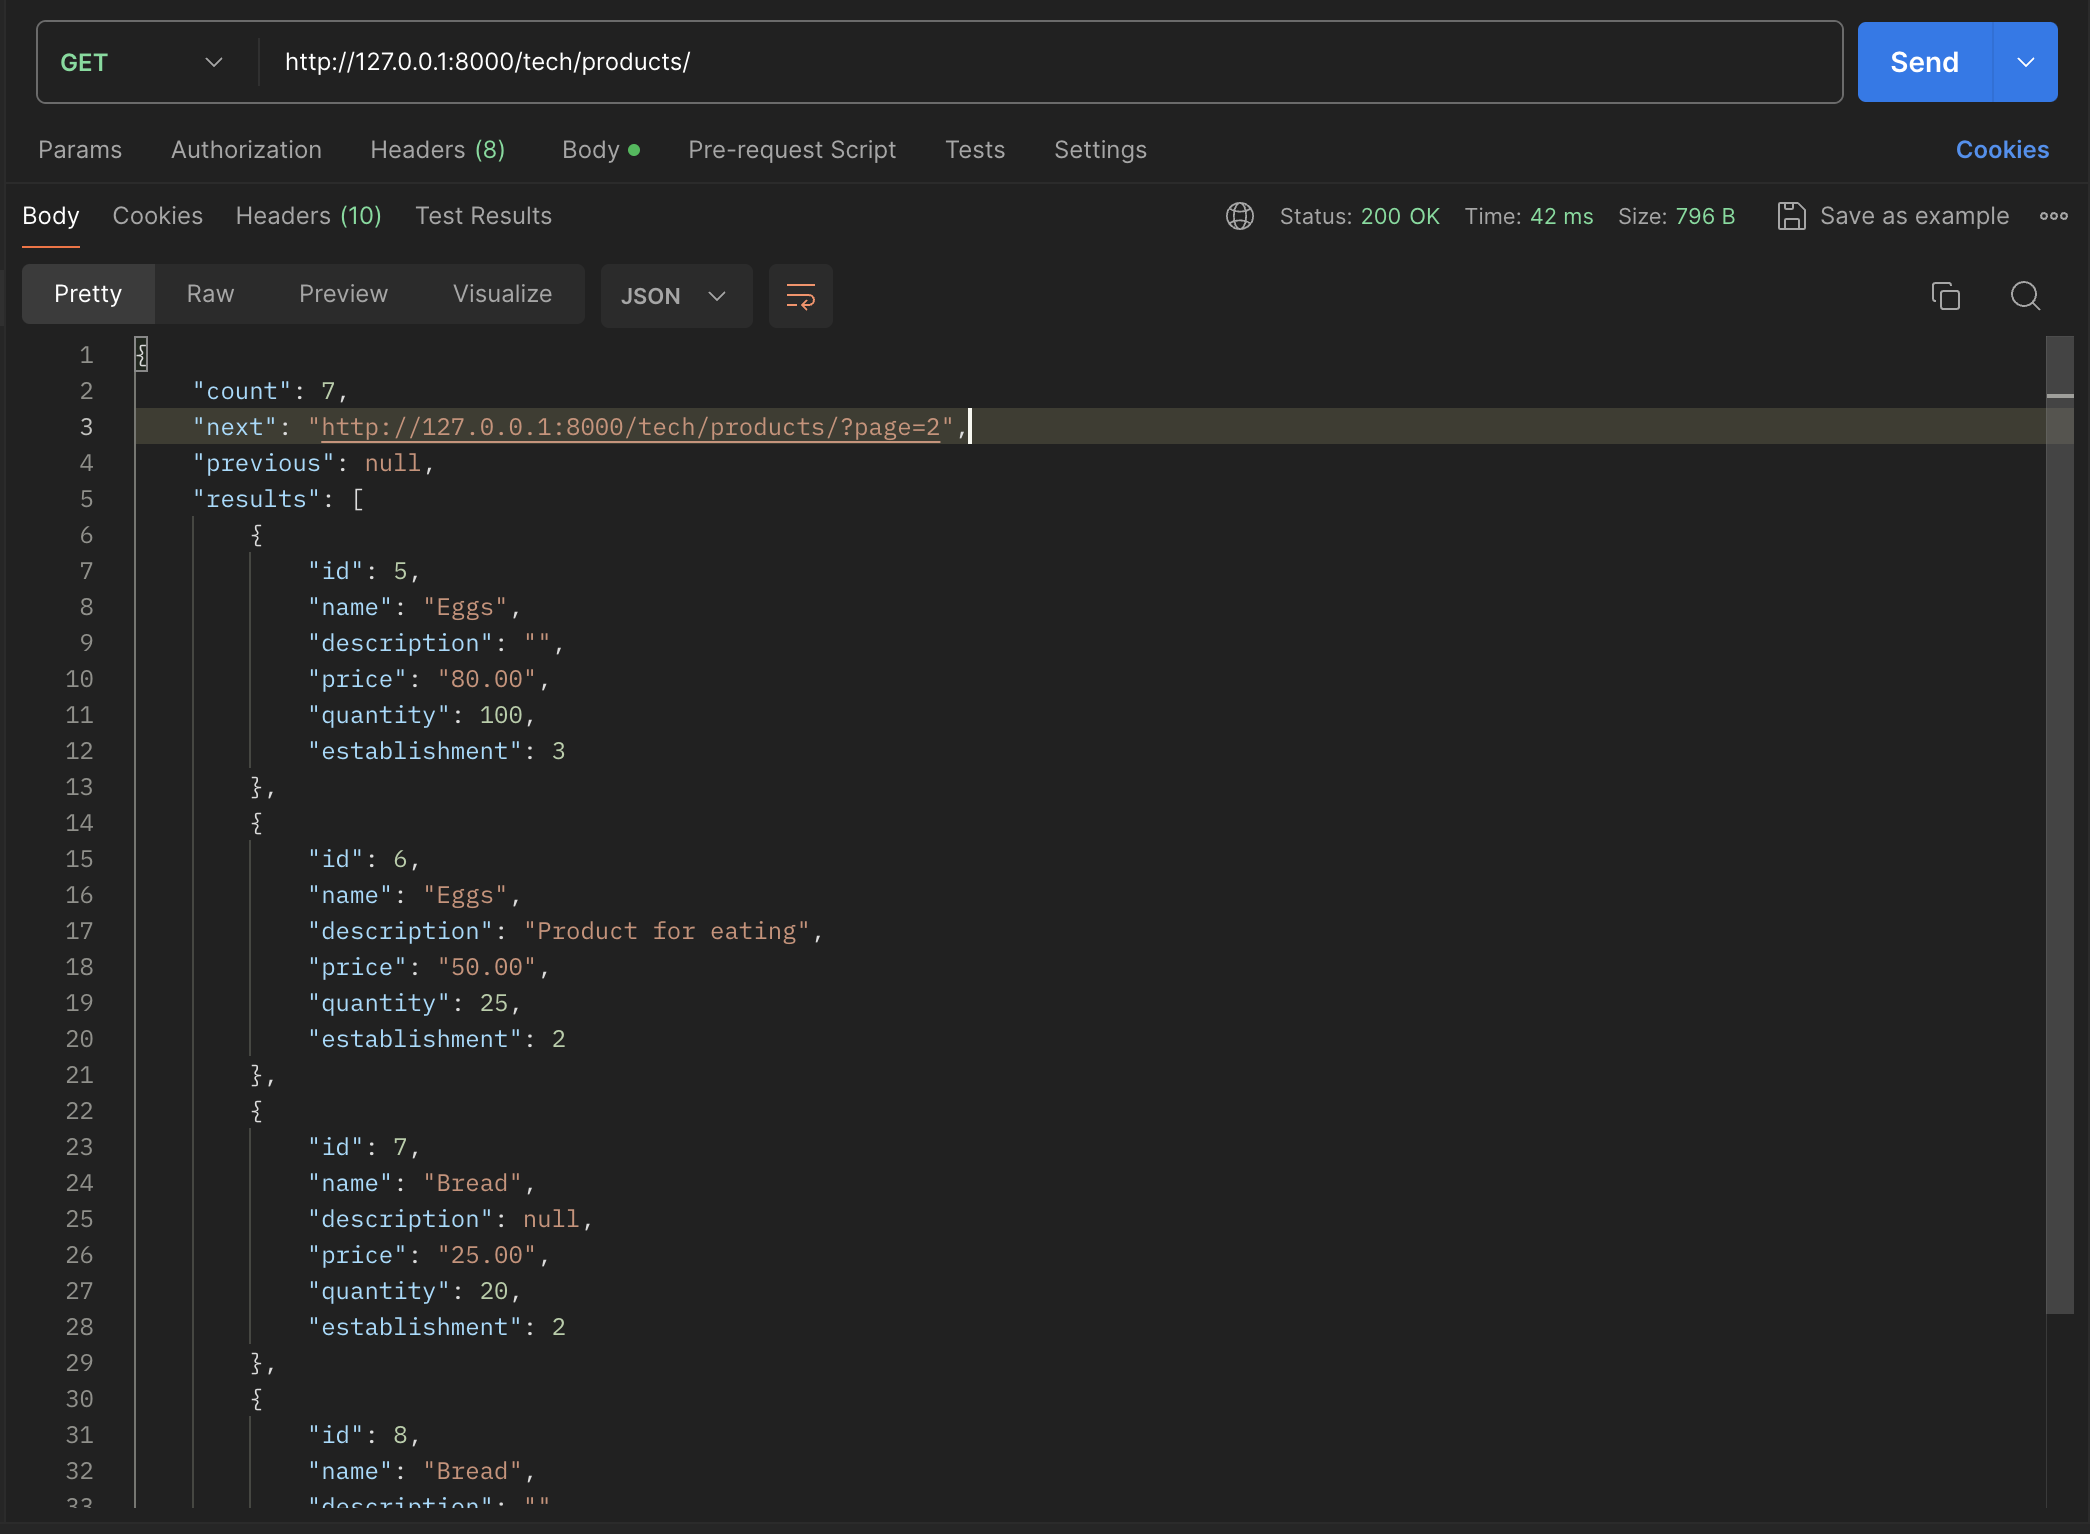 GET http://127.0.0.1:8000/tech/products/ Send
Params Authorization Headers (8) Body Pre-request Script Tests Settings Cookies
Body Cookies Headers (10) Test Results Status: 200 OK Time: 42 ms Size: 796 B Save as example
Pretty Raw Preview Visualize JSON
1 {
2 "count": 7,
3 "next": "http://127.0.0.1:8000/tech/products/?page=2",
4 "previous": null,
5 "results": [
6 {
7 "id": 5,
8 "name": "Eggs",
9 "description": "",
10 "price": "80.00",
11 "quantity": 100,
12 "establishment": 3
13 },
14 {
15 "id": 6,
16 "name": "Eggs",
17 "description": "Product for eating",
18 "price": "50.00",
19 "quantity": 25,
20 "establishment": 2
21 },
22 {
23 "id": 7,
24 "name": "Bread",
25 "description": null,
26 "price": "25.00",
27 "quantity": 20,
28 "establishment": 2
29 },
30 {
31 "id": 8,
32 "name": "Bread",
33 "description": ""